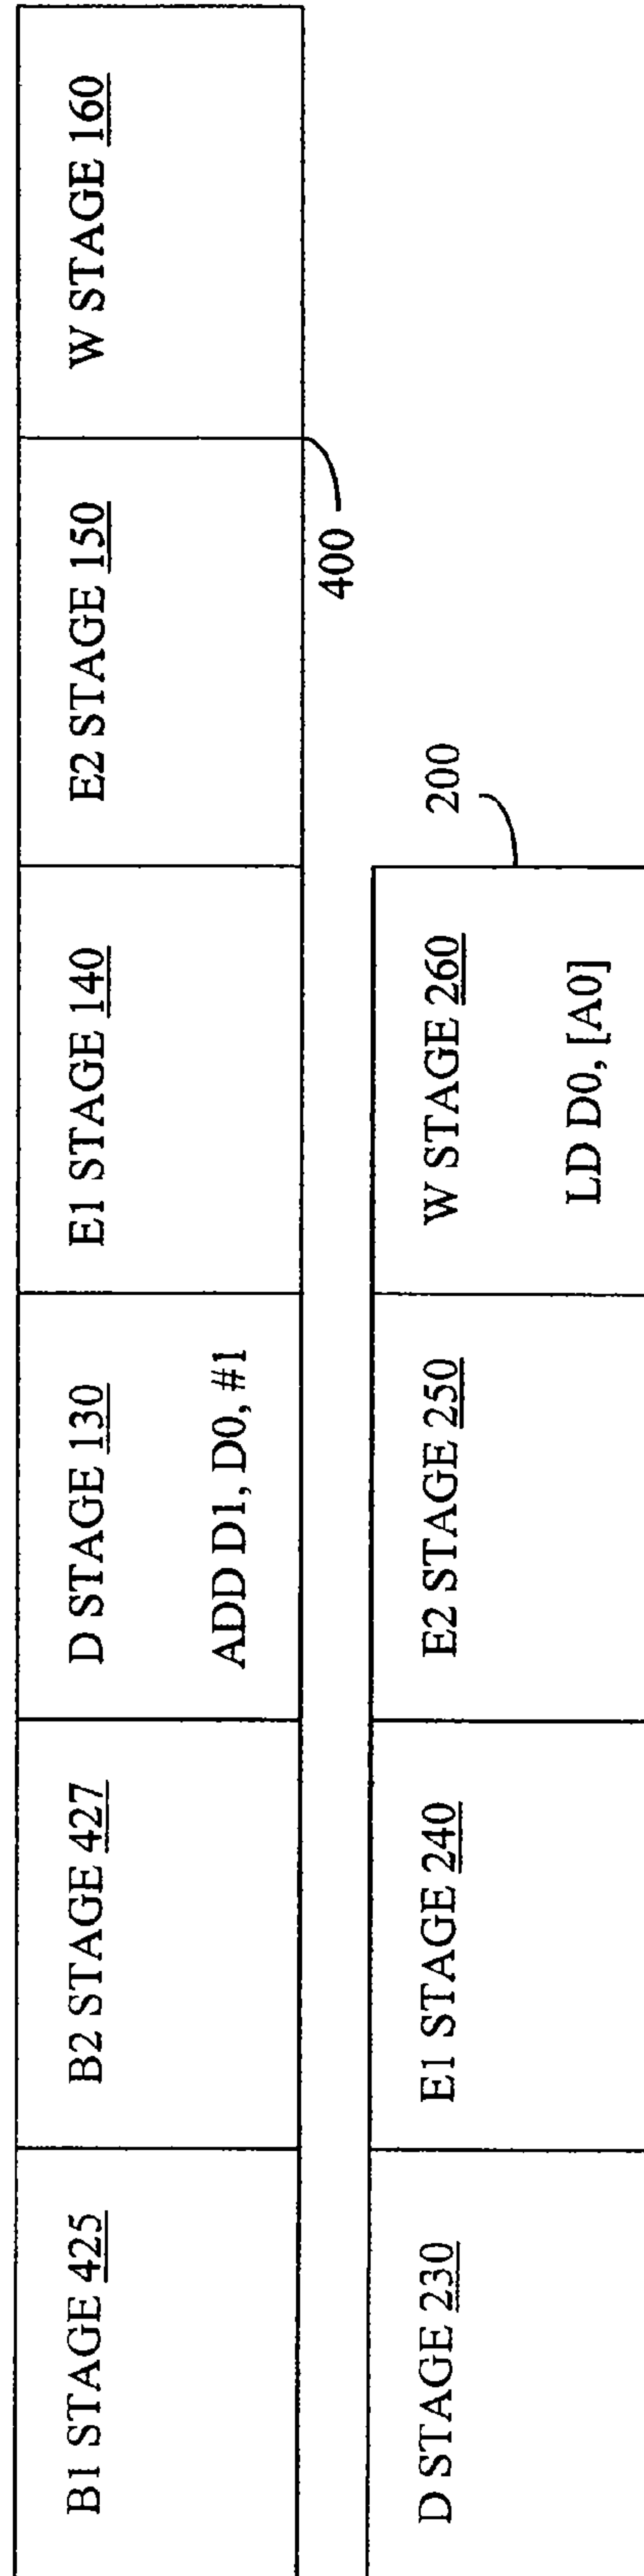 B1 STAGE 425
B2 STAGE 427
D STAGE 130
ADD D1, D0, #1
E1 STAGE 140
E2 STAGE 150
W STAGE 160
400
D STAGE 230
E1 STAGE 240
E2 STAGE 250
W STAGE 260
LD D0, [A0]
200